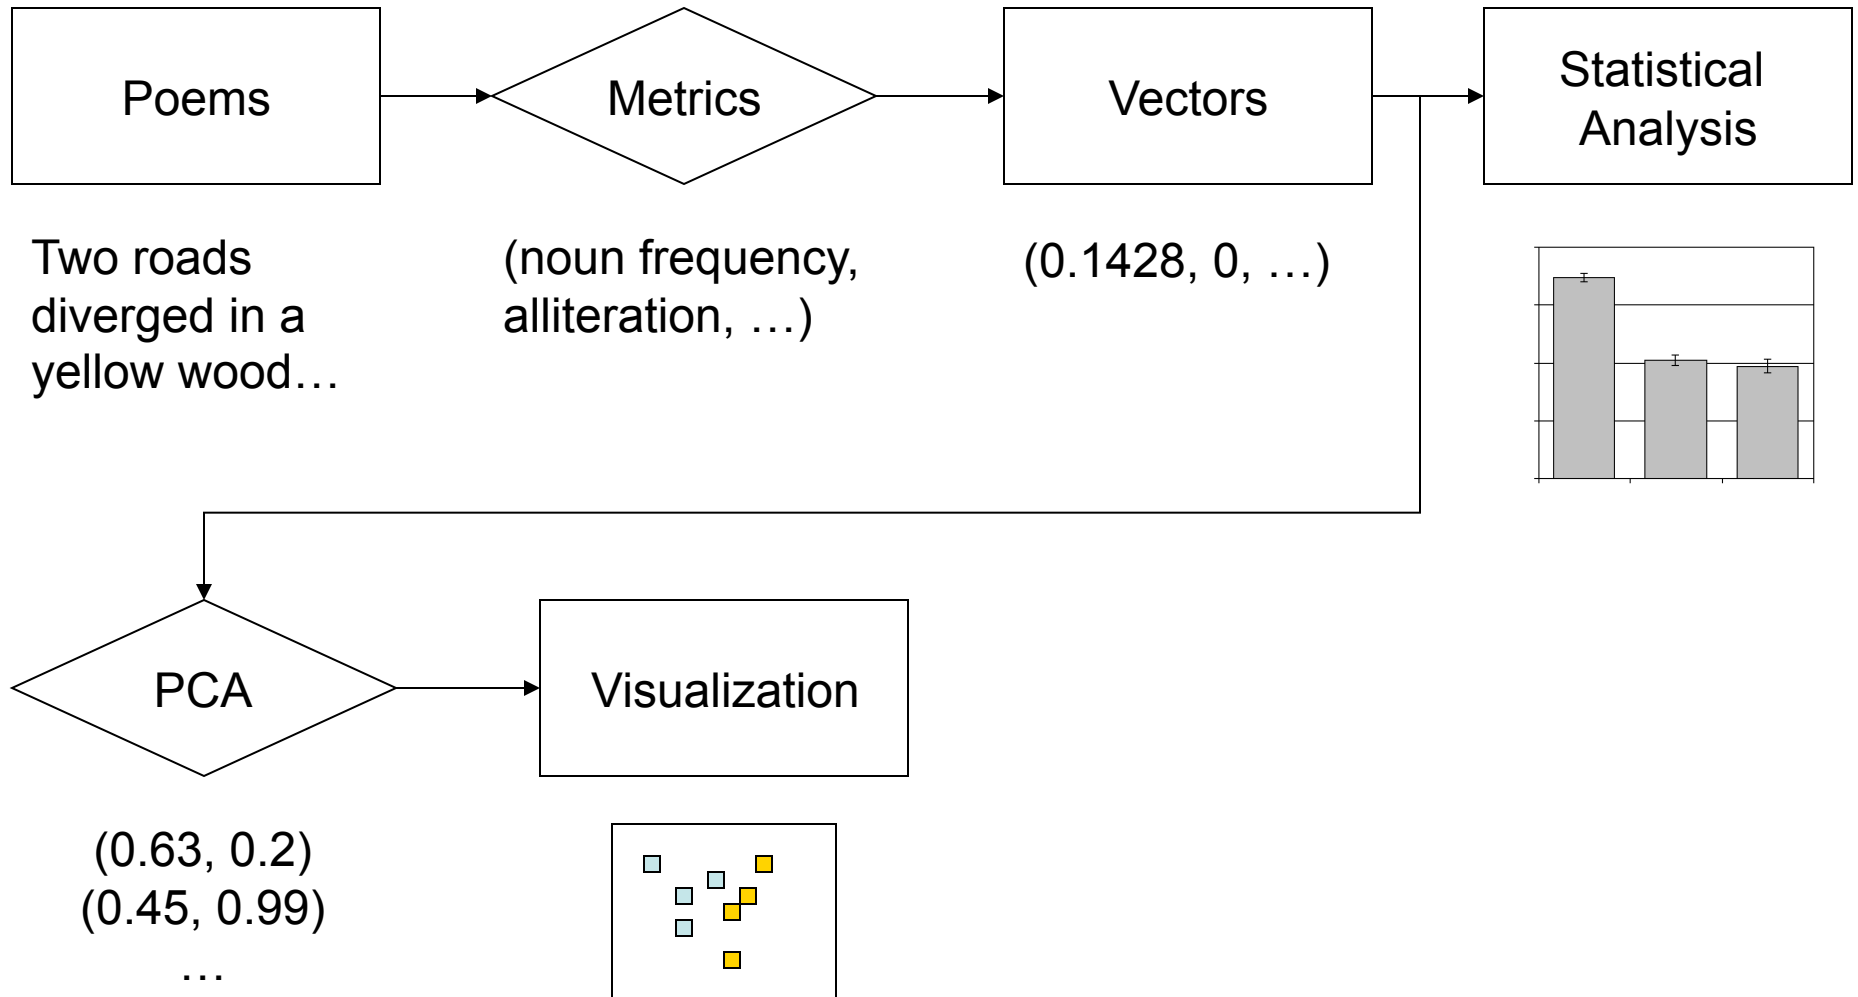 Poems
Metrics
Vectors
Statistical
Analysis
Two roads
diverged in a
yellow wood…
(noun frequency,
alliteration, …)
(0.1428, 0, …)
PCA
Visualization
(0.63, 0.2)
(0.45, 0.99)
…